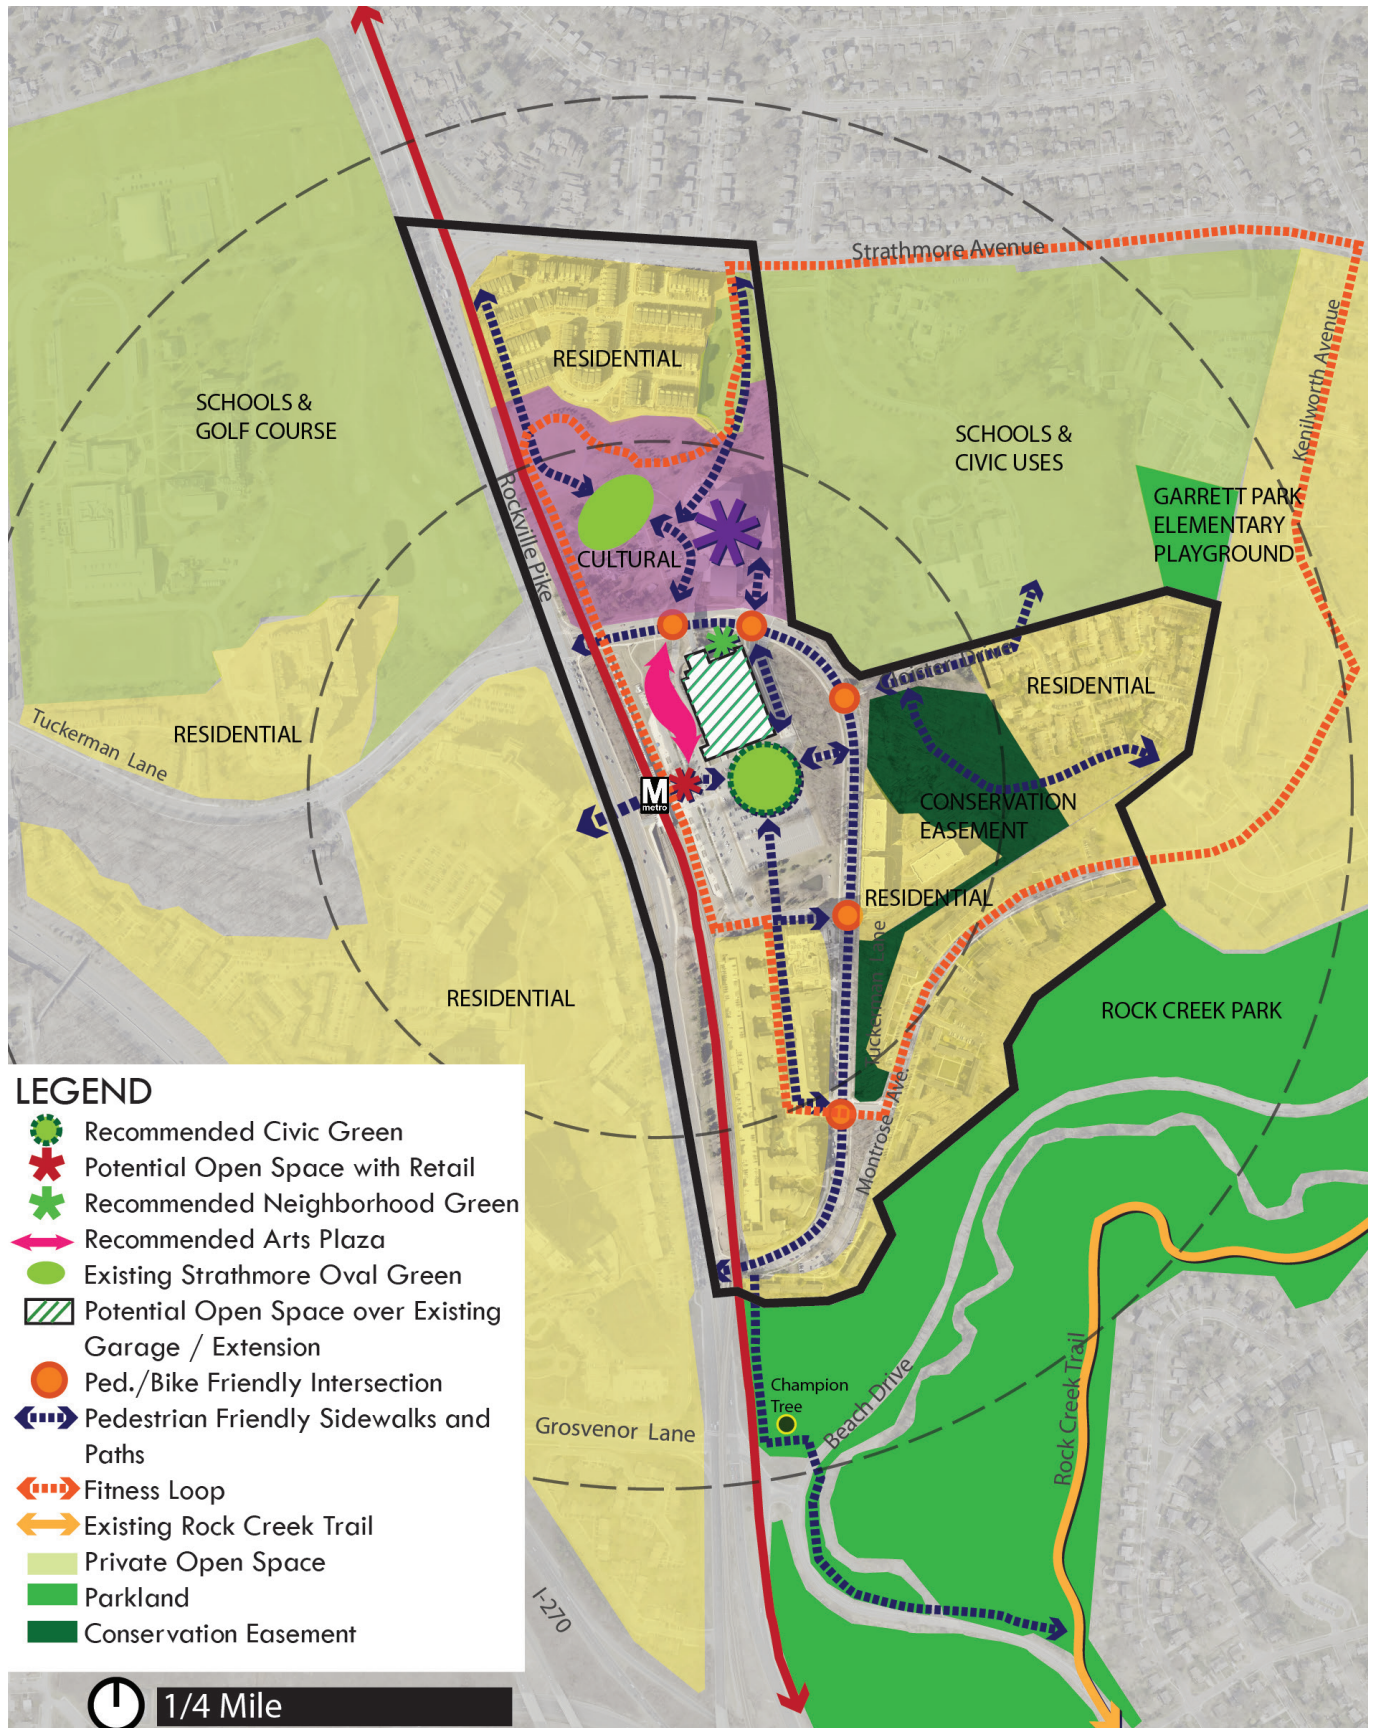 Strathmore Avenue
Kenilworth Avenue
RESIDENTIAL
SCHOOLS &
GOLF COURSE
SCHOOLS &
CIVIC USES
GARRETT PARK
ELEMENTARY
PLAYGROUND
Rockville Pike
CULTURAL
RESIDENTIAL
RESIDENTIAL
Tuckerman Lane
M
metro
CONSERVATION
EASEMENT
RESIDENTIAL
Tuckerman Lane
RESIDENTIAL
ROCK CREEK PARK
Montrose Ave.
LEGEND
Recommended Civic Green
Potential Open Space with Retail
Recommended Neighborhood Green
Recommended Arts Plaza
Existing Strathmore Oval Green
Potential Open Space over Existing
Garage / Extension
Ped./Bike Friendly Intersection
Pedestrian Friendly Sidewalks and
Paths
Fitness Loop
Existing Rock Creek Trail
Private Open Space
Parkland
Conservation Easement
Champion
Tree
Beach Drive
Rock Creek Trail
Grosvenor Lane
I-270
1/4 Mile